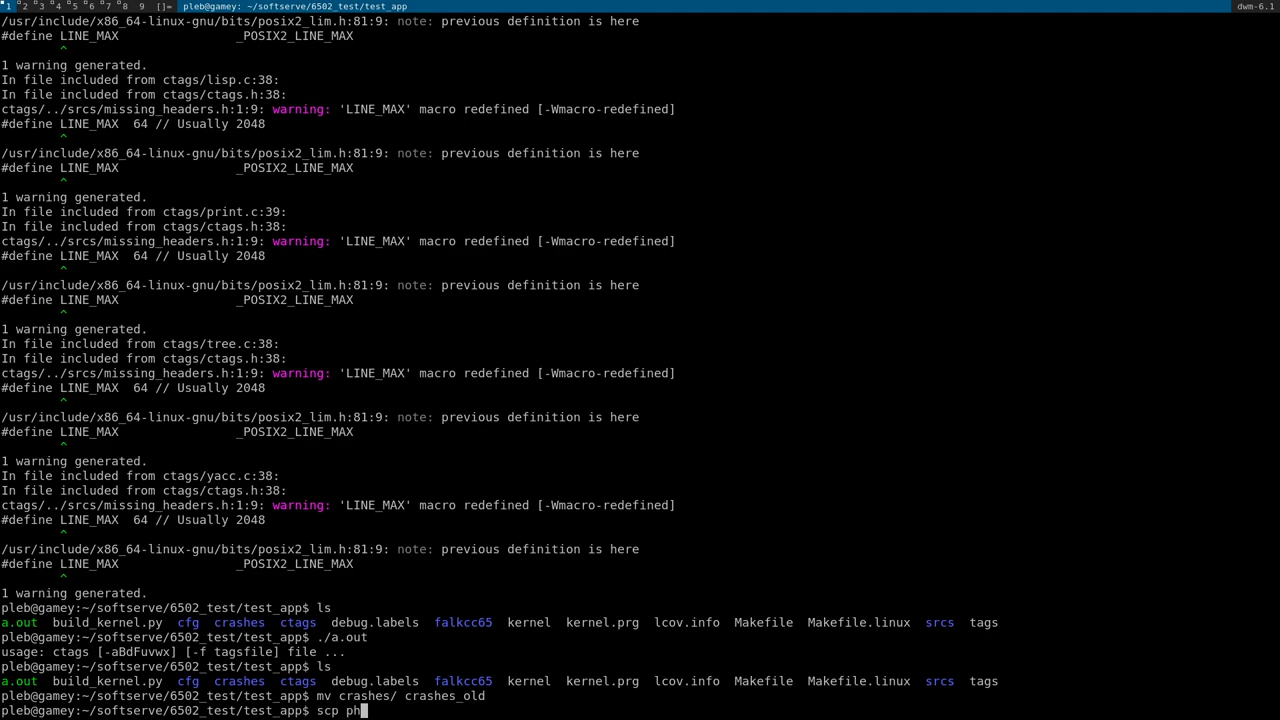 1 2 3 4 5 6 7 8 9 []= pleb@gamey: ~/softserve/6502_test/test_app dwm-6.1
/usr/include/x86_64-linux-gnu/bits/posix2_lim.h:81:9: note: previous definition is here
#define LINE_MAX                _POSIX2_LINE_MAX
        ^
1 warning generated.
In file included from ctags/lisp.c:38:
In file included from ctags/ctags.h:38:
ctags/../srcs/missing_headers.h:1:9: warning: 'LINE_MAX' macro redefined [-Wmacro-redefined]
#define LINE_MAX  64 // Usually 2048
        ^
/usr/include/x86_64-linux-gnu/bits/posix2_lim.h:81:9: note: previous definition is here
#define LINE_MAX                _POSIX2_LINE_MAX
        ^
1 warning generated.
In file included from ctags/print.c:39:
In file included from ctags/ctags.h:38:
ctags/../srcs/missing_headers.h:1:9: warning: 'LINE_MAX' macro redefined [-Wmacro-redefined]
#define LINE_MAX  64 // Usually 2048
        ^
/usr/include/x86_64-linux-gnu/bits/posix2_lim.h:81:9: note: previous definition is here
#define LINE_MAX                _POSIX2_LINE_MAX
        ^
1 warning generated.
In file included from ctags/tree.c:38:
In file included from ctags/ctags.h:38:
ctags/../srcs/missing_headers.h:1:9: warning: 'LINE_MAX' macro redefined [-Wmacro-redefined]
#define LINE_MAX  64 // Usually 2048
        ^
/usr/include/x86_64-linux-gnu/bits/posix2_lim.h:81:9: note: previous definition is here
#define LINE_MAX                _POSIX2_LINE_MAX
        ^
1 warning generated.
In file included from ctags/yacc.c:38:
In file included from ctags/ctags.h:38:
ctags/../srcs/missing_headers.h:1:9: warning: 'LINE_MAX' macro redefined [-Wmacro-redefined]
#define LINE_MAX  64 // Usually 2048
        ^
/usr/include/x86_64-linux-gnu/bits/posix2_lim.h:81:9: note: previous definition is here
#define LINE_MAX                _POSIX2_LINE_MAX
        ^
1 warning generated.
pleb@gamey:~/softserve/6502_test/test_app$ ls
a.out  build_kernel.py  cfg  crashes  ctags  debug.labels  falkcc65  kernel  kernel.prg  lcov.info  Makefile  Makefile.linux  srcs  tags
pleb@gamey:~/softserve/6502_test/test_app$ ./a.out
usage: ctags [-aBdFuvwx] [-f tagsfile] file ...
pleb@gamey:~/softserve/6502_test/test_app$ ls
a.out  build_kernel.py  cfg  crashes  ctags  debug.labels  falkcc65  kernel  kernel.prg  lcov.info  Makefile  Makefile.linux  srcs  tags
pleb@gamey:~/softserve/6502_test/test_app$ mv crashes/ crashes_old
pleb@gamey:~/softserve/6502_test/test_app$ scp ph